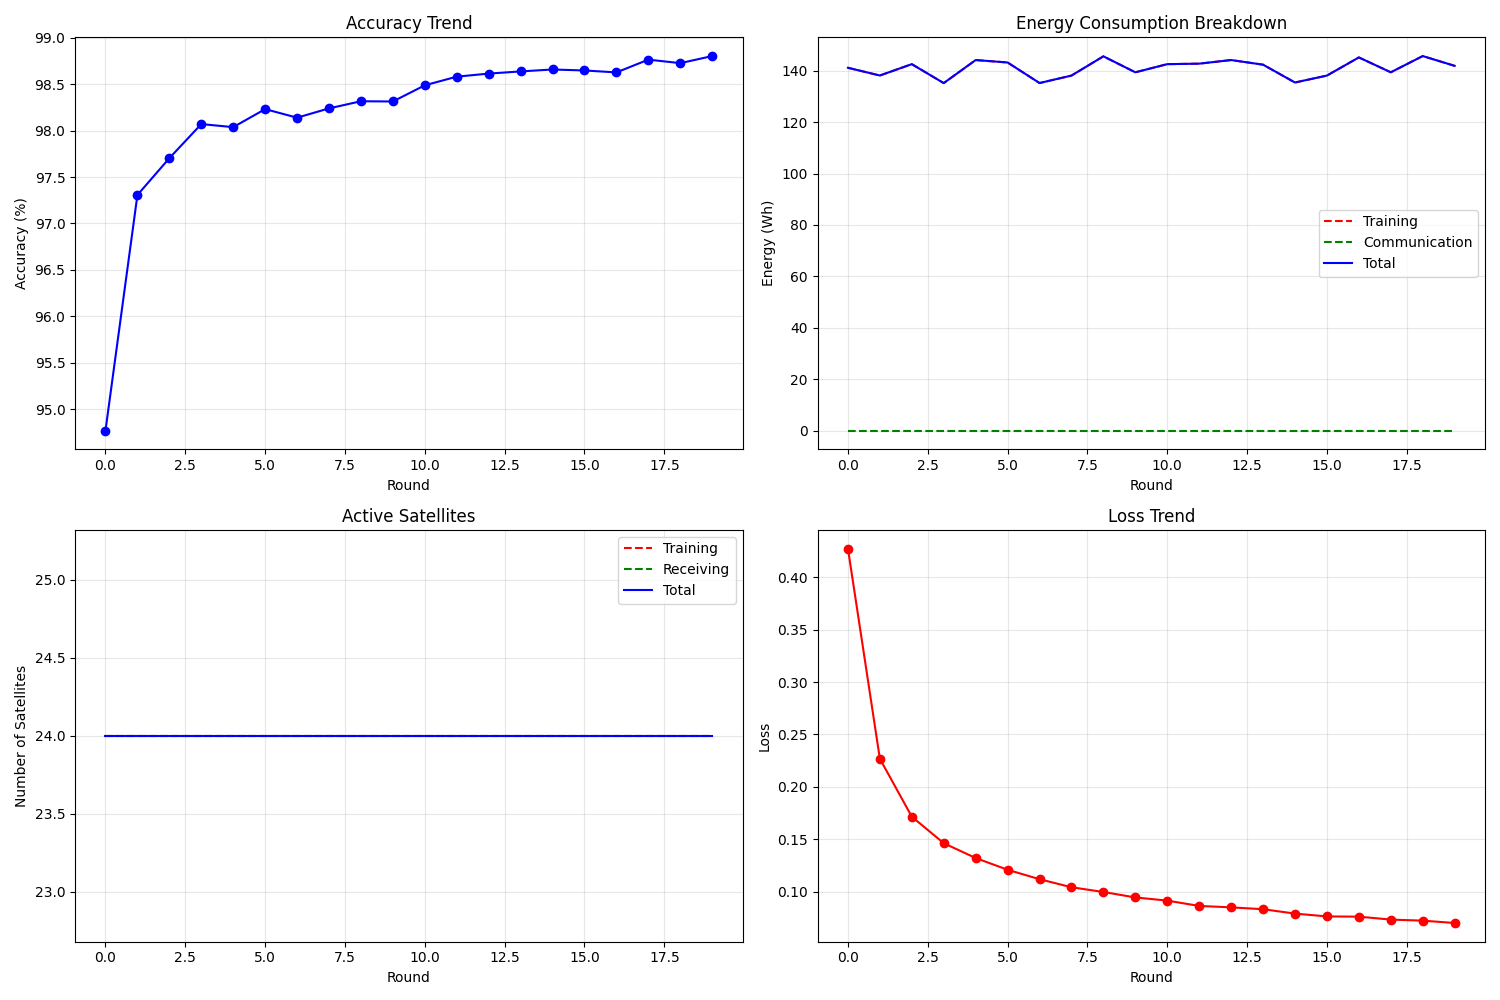 Accuracy Trend
99.0
98.5
98.0
97.5
97.0
96.5
96.0
95.5
95.0
Accuracy (%)
0.0 2.5 5.0 7.5 10.0 12.5 15.0 17.5
Round
Energy Consumption Breakdown
140
120
100
80
60
40
20
0
Energy (Wh)
Training
Communication
Total
0.0 2.5 5.0 7.5 10.0 12.5 15.0 17.5
Round
Active Satellites
25.0
24.5
24.0
23.5
23.0
Number of Satellites
Training
Receiving
Total
0.0 2.5 5.0 7.5 10.0 12.5 15.0 17.5
Round
Loss Trend
0.40
0.35
0.30
0.25
0.20
0.15
0.10
Loss
0.0 2.5 5.0 7.5 10.0 12.5 15.0 17.5
Round